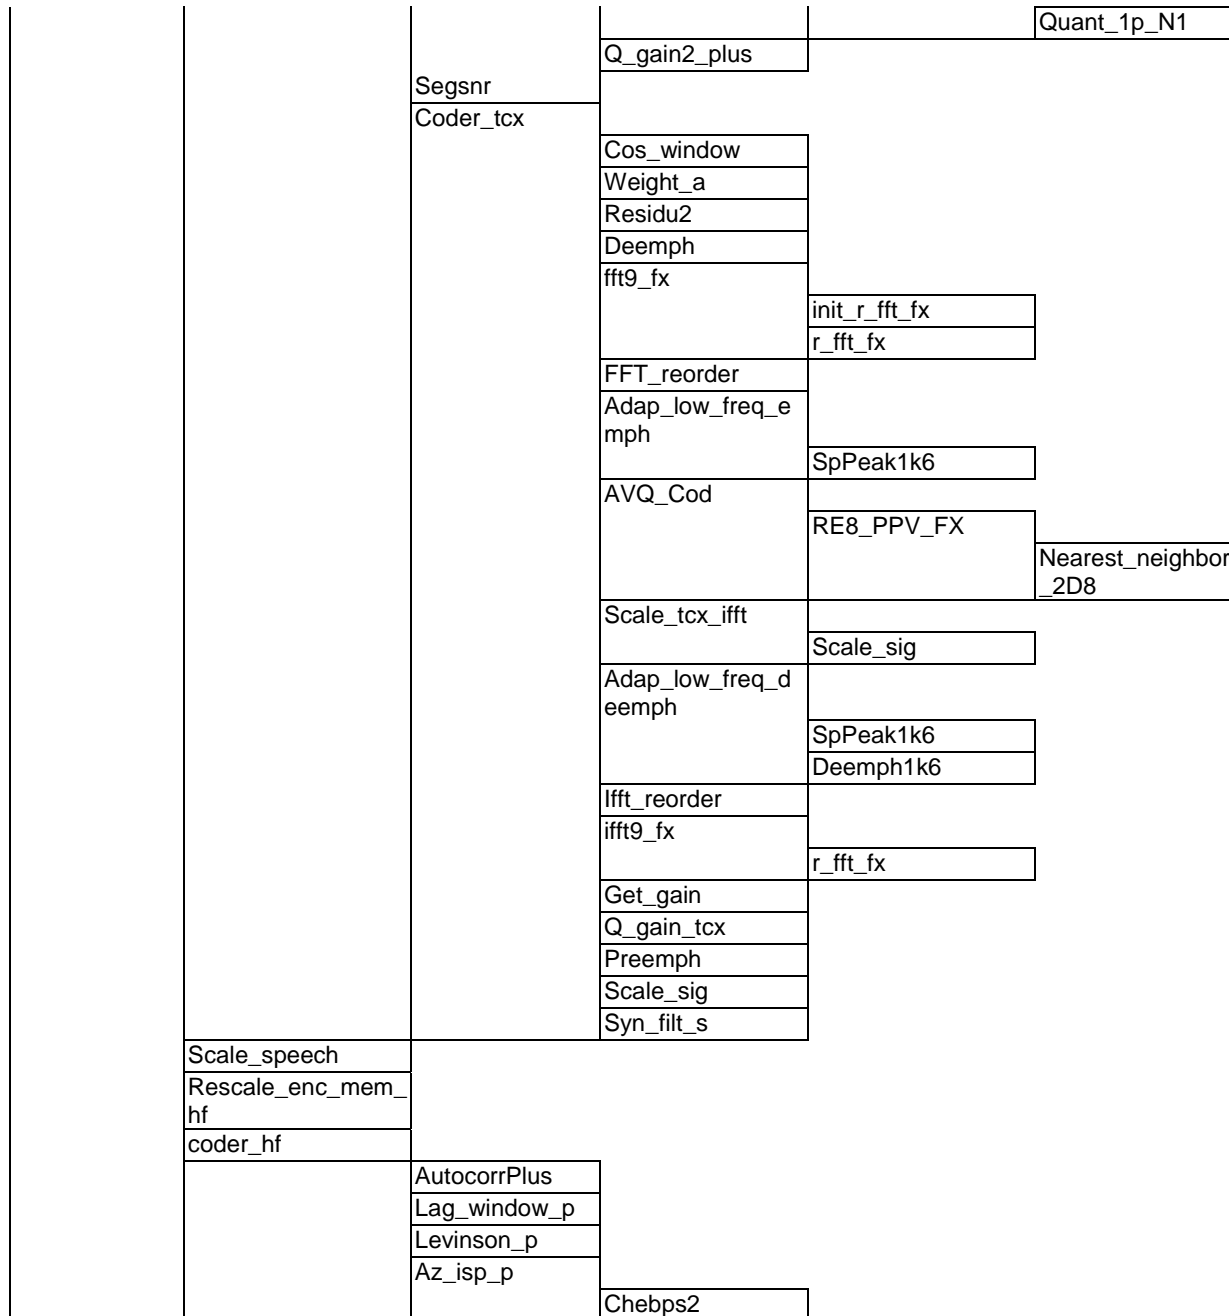 Quant_1p_N1
Q_gain2_plus
Segsnr
Coder_tcx
Cos_window
Weight_a
Residu2
Deemph
fft9_fx
init_r_fft_fx
r_fft_fx
FFT_reorder
Adap_low_freq_e
mph
SpPeak1k6
AVQ_Cod
RE8_PPV_FX
Nearest_neighbor
_2D8
Scale_tcx_ifft
Scale_sig
Adap_low_freq_d
eemph
SpPeak1k6
Deemph1k6
Ifft_reorder
ifft9_fx
r_fft_fx
Get_gain
Q_gain_tcx
Preemph
Scale_sig
Syn_filt_s
Scale_speech
Rescale_enc_mem_
hf
coder_hf
AutocorrPlus
Lag_window_p
Levinson_p
Az_isp_p
Chebps2